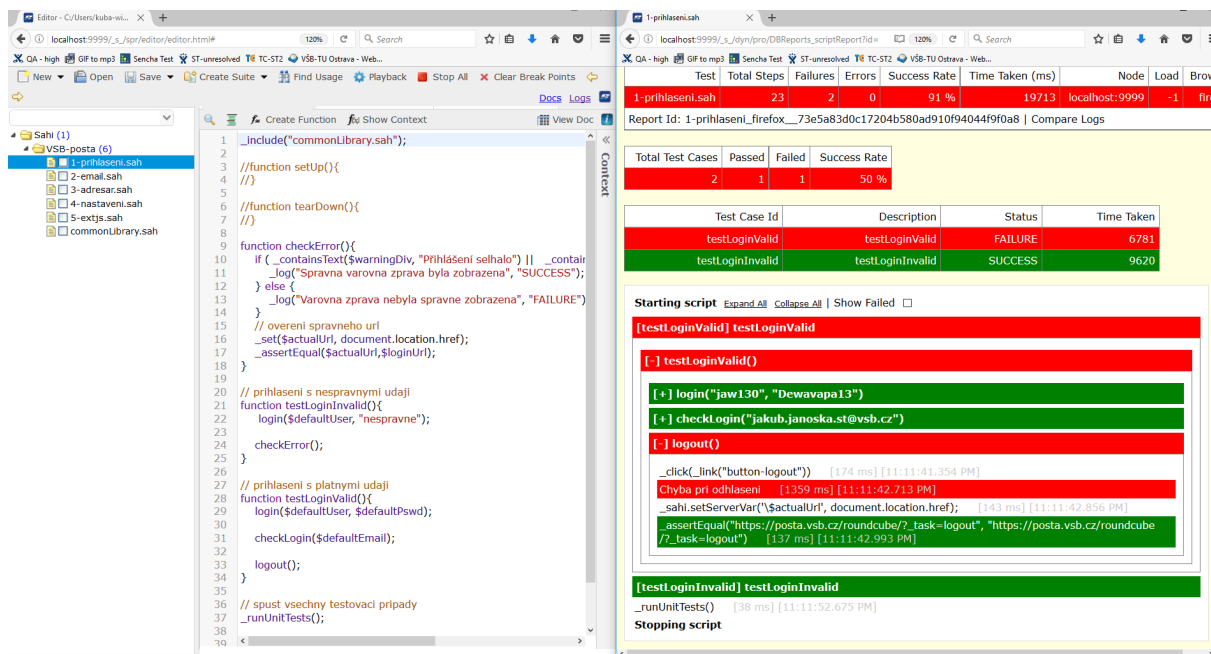 Editor - C:/Users/kuba-wi...
localhost:9999/_s_/spr/editor/editor.html#
120%
Search
QA - high GIF to mp3 Sencha Test ST-unresolved TC-ST2 VŠB-TU Ostrava - Web...
New Open Save Create Suite Find Usage Playback Stop All Clear Break Points
Docs Logs
Create Function Show Context View Doc
Context
Sahi (1)
VSB-posta (6)
1-prihlaseni.sah
2-email.sah
3-adresar.sah
4-nastaveni.sah
5-extjs.sah
commonLibrary.sah
1 _include("commonLibrary.sah");
2
3 //function setUp(){
4 //}
5
6 //function tearDown(){
7 //}
8
9 function checkError(){
10 if ( _containsText($warningDiv, "Přihlášení selhalo") || _contain
11 _log("Spravna varovna zprava byla zobrazena", "SUCCESS");
12 } else {
13 _log("Varovna zprava nebyla spravne zobrazena", "FAILURE")
14 }
15 // overeni spravneho url
16 _set($actualUrl, document.location.href);
17 _assertEqual($actualUrl,$loginUrl);
18 }
19
20 // prihlaseni s nespravnymi udaji
21 function testLoginInvalid(){
22 login($defaultUser, "nespravne");
23
24 checkError();
25 }
26
27 // prihlaseni s platnymi udaji
28 function testLoginValid(){
29 login($defaultUser, $defaultPswd);
30
31 checkLogin($defaultEmail);
32
33 logout();
34 }
35
36 // spust vsechny testovaci pripady
37 _runUnitTests();
38
39
1-prihlaseni.sah
localhost:9999/_s_/dyn/pro/DBReports_scriptReport?id=
120%
Search
QA - high GIF to mp3 Sencha Test ST-unresolved TC-ST2 VŠB-TU Ostrava - Web...
Test Total Steps Failures Errors Success Rate Time Taken (ms) Node Load Brow
1-prihlaseni.sah 23 2 0 91 % 19713 localhost:9999 -1 fire
Report Id: 1-prihlaseni_firefox__73e5a83d0c17204b580ad910f94044f9f0a8 | Compare Logs
Total Test Cases Passed Failed Success Rate
2 1 1 50 %
Test Case Id Description Status Time Taken
testLoginValid testLoginValid FAILURE 6781
testLoginInvalid testLoginInvalid SUCCESS 9620
Starting script Expand All Collapse All | Show Failed
[testLoginValid] testLoginValid
[-] testLoginValid()
[+] login("jaw130", "Dewavapa13")
[+] checkLogin("jakub.janoska.st@vsb.cz")
[-] logout()
_click(_link("button-logout")) [174 ms] [11:11:41.354 PM]
Chyba pri odhlaseni [1359 ms] [11:11:42.713 PM]
_sahi.setServerVar('\$actualUrl', document.location.href); [143 ms] [11:11:42.856 PM]
_assertEqual("https://posta.vsb.cz/roundcube/?_task=logout", "https://posta.vsb.cz/roundcube
/?_task=logout") [137 ms] [11:11:42.993 PM]
[testLoginInvalid] testLoginInvalid
_runUnitTests() [38 ms] [11:11:52.675 PM]
Stopping script